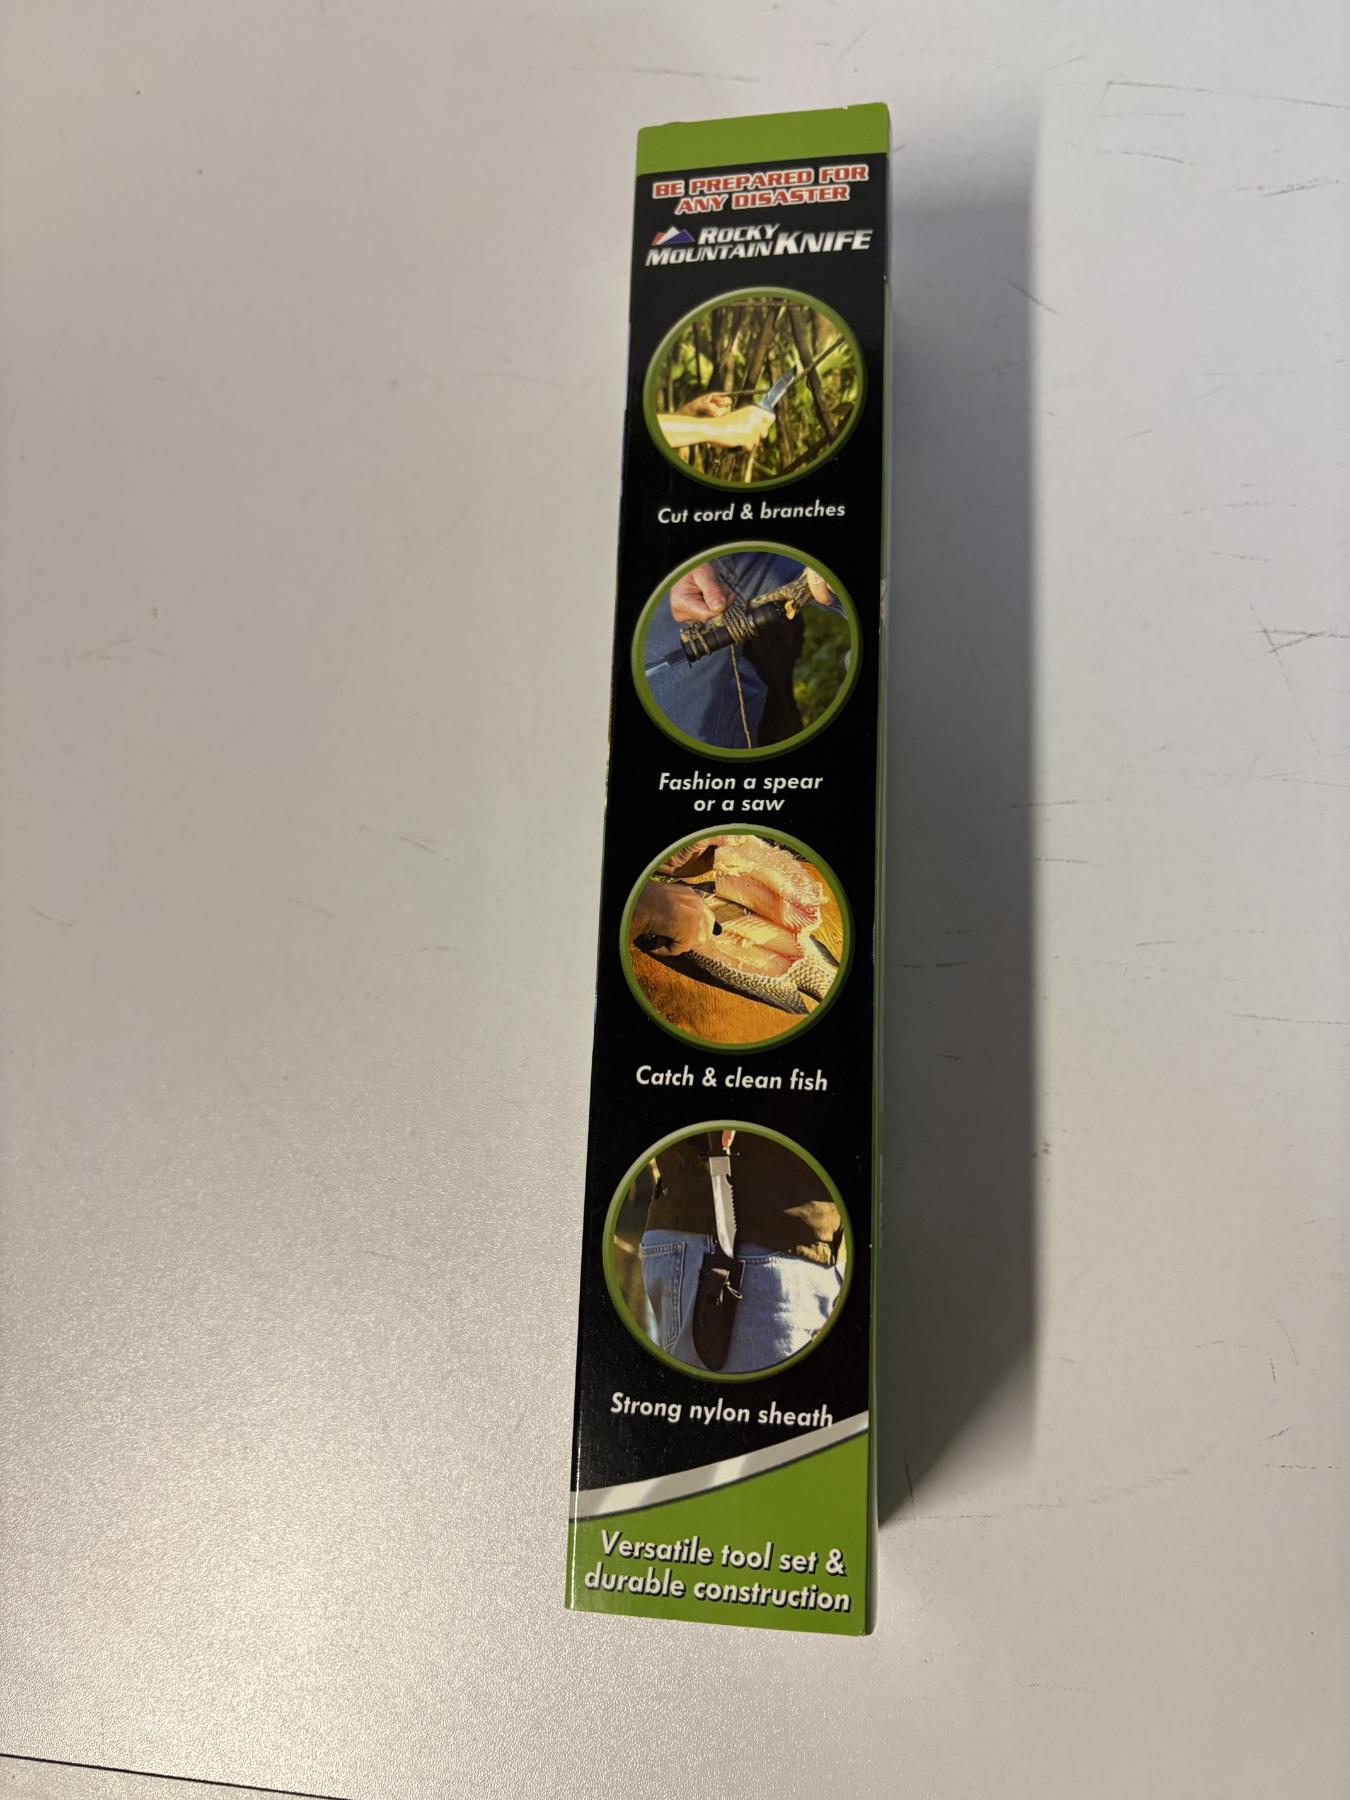 BE PREPARED FOR
ANY DISASTER
ROCKY
MOUNTAIN KNIFE
Cut cord & branches
Fashion a spear
or a saw
Catch & clean fish
Strong nylon sheath
Versatile tool set &
durable construction